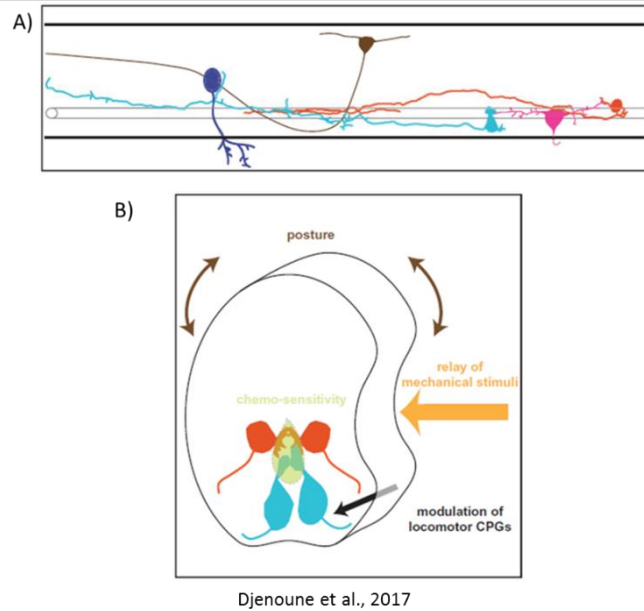 A)
B)
posture
chemo-sensitivity
relay of
mechanical stimuli
modulation of
locomotor CPGs
Djenoune et al., 2017